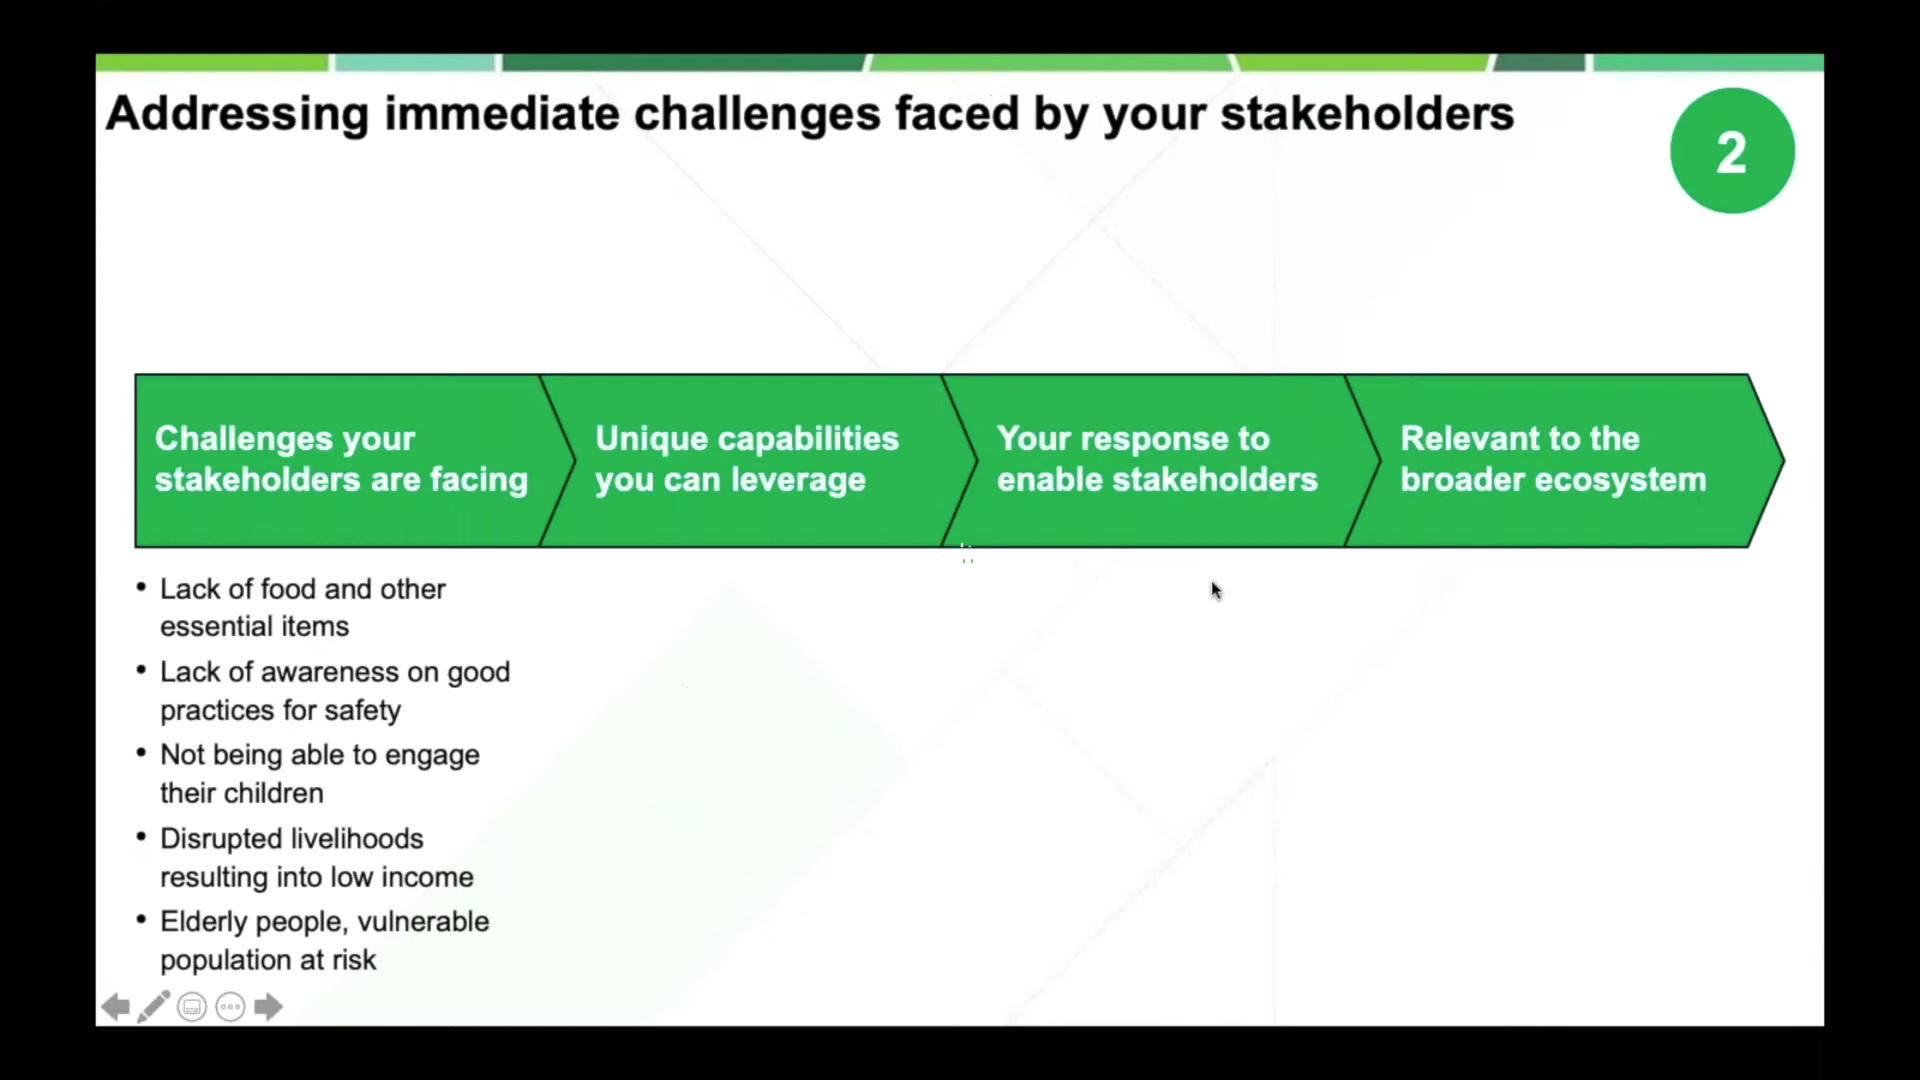 Addressing immediate challenges faced by your stakeholders
2
Challenges your
stakeholders are facing
Unique capabilities
you can leverage
Your response to
enable stakeholders
Relevant to the
broader ecosystem
• Lack of food and other
essential items
• Lack of awareness on good
practices for safety
• Not being able to engage
their children
• Disrupted livelihoods
resulting into low income
• Elderly people, vulnerable
population at risk